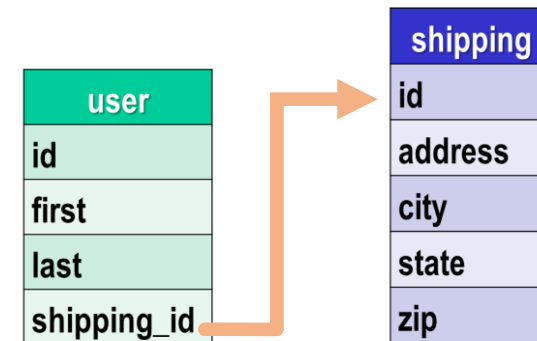 user
id
first
last
shipping_id
shipping
id
address
city
state
zip